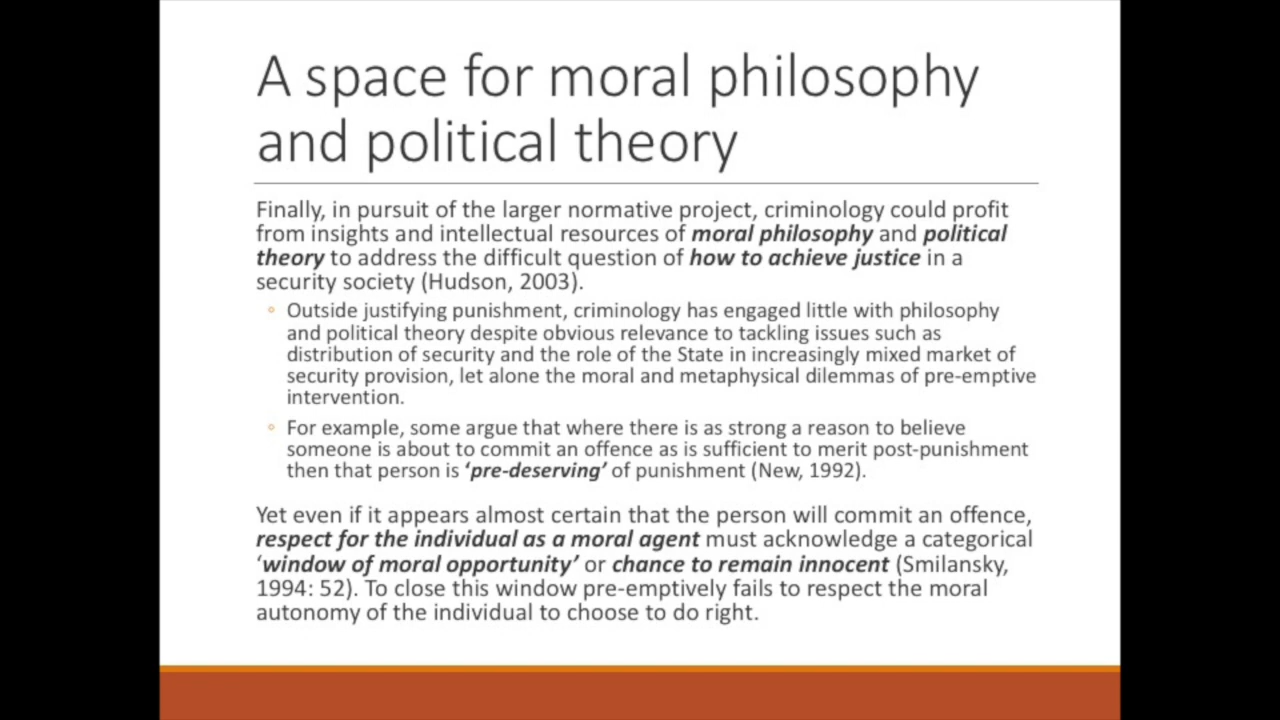 A space for moral philosophy
and political theory
Finally, in pursuit of the larger normative project, criminology could profit
from insights and intellectual resources of moral philosophy and political
theory to address the difficult question of how to achieve justice in a
security society (Hudson, 2003).
◦ Outside justifying punishment, criminology has engaged little with philosophy
and political theory despite obvious relevance to tackling issues such as
distribution of security and the role of the State in increasingly mixed market of
security provision, let alone the moral and metaphysical dilemmas of pre-emptive
intervention.
◦ For example, some argue that where there is as strong a reason to believe
someone is about to commit an offence as is sufficient to merit post-punishment
then that person is ‘pre-deserving’ of punishment (New, 1992).
Yet even if it appears almost certain that the person will commit an offence,
respect for the individual as a moral agent must acknowledge a categorical
‘window of moral opportunity’ or chance to remain innocent (Smilansky,
1994: 52). To close this window pre-emptively fails to respect the moral
autonomy of the individual to choose to do right.